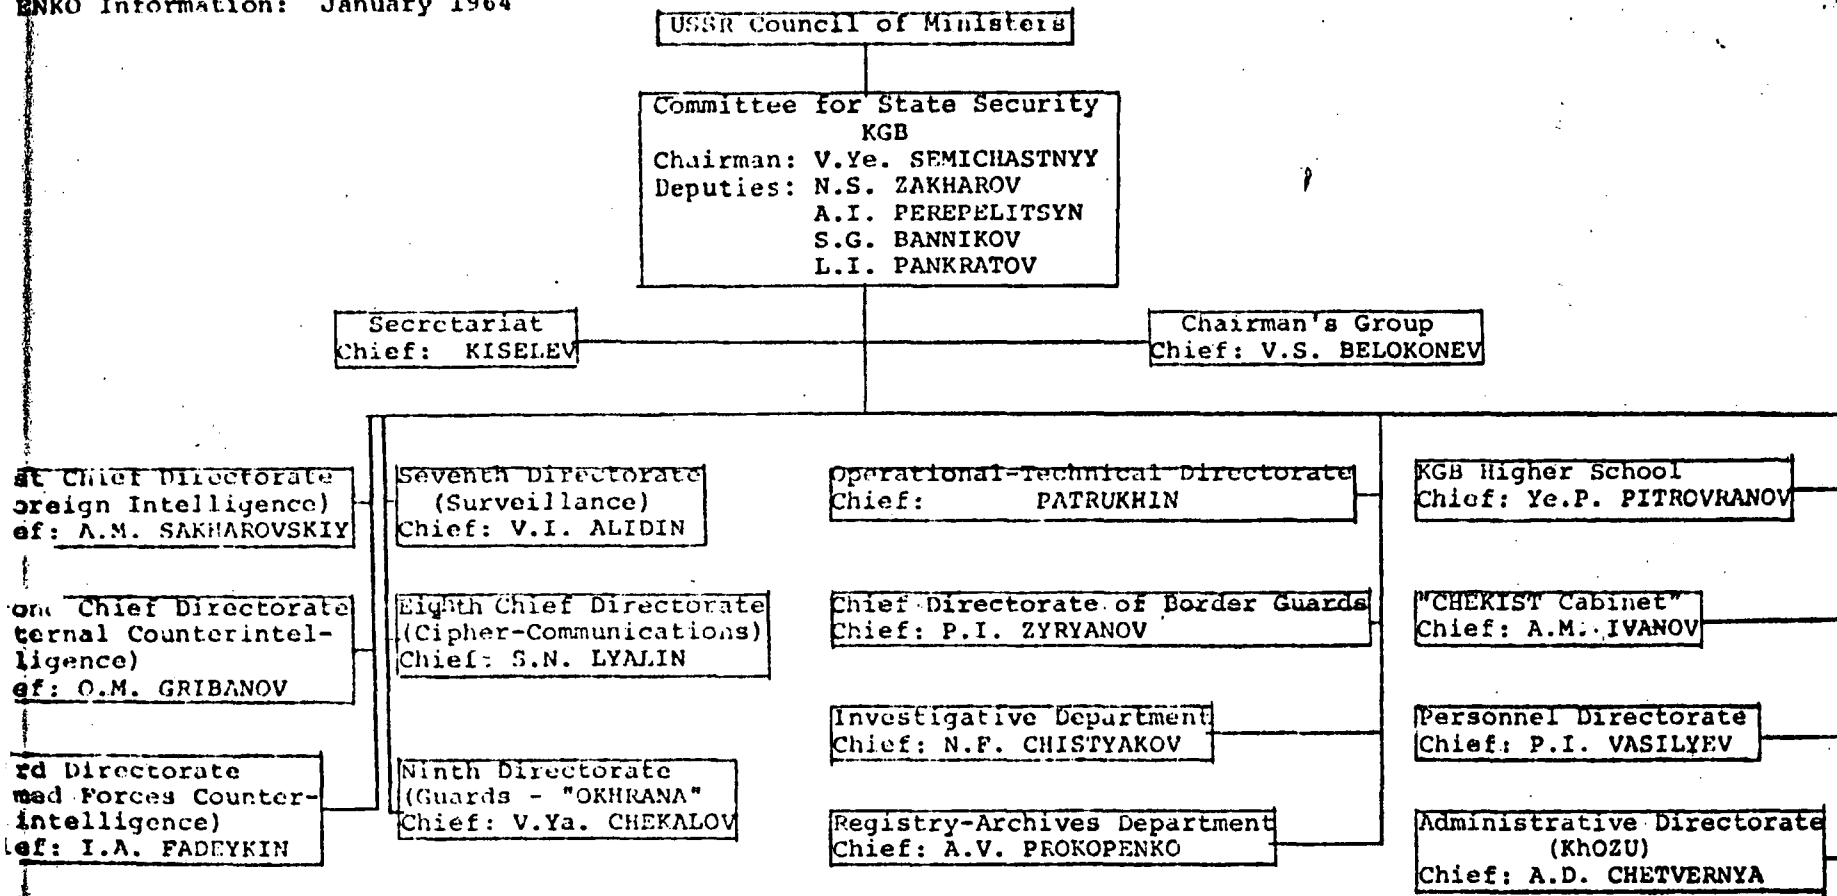 ENKO Information: January 1964
USSR Council of Ministers
Committee for State Security
KGB
Chairman: V.Ye. SEMICHASTNYY
Deputies: N.S. ZAKHAROV
A.I. PEREPELITSYN
S.G. BANNIKOV
L.I. PANKRATOV
Secretariat
Chief: KISELEV
Chairman's Group
Chief: V.S. BELOKONEV
st Chief Directorate
oreign Intelligence)
ef: A.M. SAKHAROVSKIY
ond Chief Directorate
ternal Counterintel-
ligence)
ef: O.M. GRIBANOV
rd Directorate
med Forces Counter-
intelligence)
ef: I.A. FADEYKIN
Seventh Directorate
(Surveillance)
Chief: V.I. ALIDIN
Eighth Chief Directorate
(Cipher-Communications)
Chief: S.N. LYALIN
Ninth Directorate
(Guards - "OKHRANA"
Chief: V.Ya. CHEKALOV
Operational-Technical Directorate
Chief: PATRUKHIN
Chief Directorate of Border Guards
Chief: P.I. ZYRYANOV
Investigative Department
Chief: N.F. CHISTYAKOV
Registry-Archives Department
Chief: A.V. PROKOPENKO
KGB Higher School
Chief: Ye.P. PITROVRANOV
"CHEKIST Cabinet"
Chief: A.M. IVANOV
Personnel Directorate
Chief: P.I. VASILYEV
Administrative Directorate
(KhOZU)
Chief: A.D. CHETVERNYA